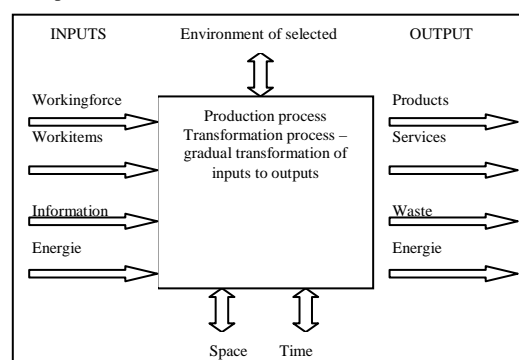 INPUTS
Environment of selected
OUTPUT
Workingforce
Workitems
Information
Energie
Production process
Transformation process –
gradual transformation of
inputs to outputs
Products
Services
Waste
Energie
Space
Time